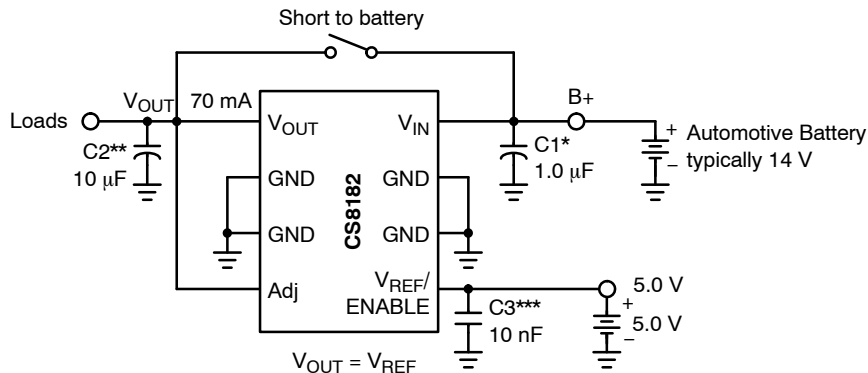 Short to battery
Loads
VOUT
70 mA
B+
C2**
10 μF
VOUT
VIN
GND
GND
GND
GND
CS8182
Adj
VREF/
ENABLE
C1*
1.0 μF
+
−
Automotive Battery
typically 14 V
C3***
10 nF
5.0 V
+
5.0 V
−
VOUT = VREF